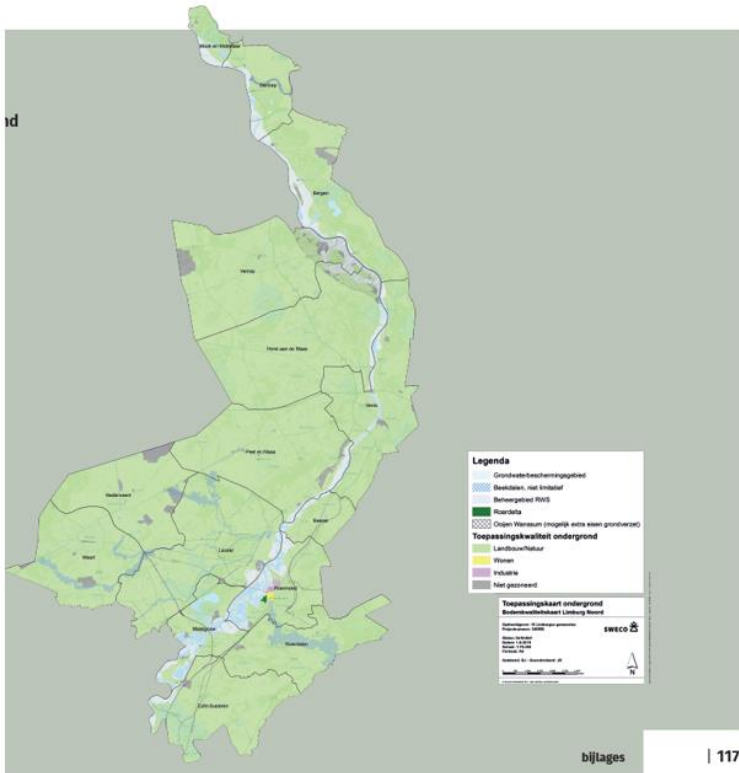 nd
Gennep
Bergen
Venray
Horst aan de Maas
Venlo
Peel en Maas
Nederweert
Beesel
Weert
Leudal
Roermond
Maasgouw
Roerdalen
Echt-Susteren
Legenda
Grondwaterbeschermingsgebied
Beekdalen, niet limitatief
Beheergebied RWS
Roerdelta
Ooijen Wanssum (mogelijk extra eisen grondverzet)
Toepassingskwaliteit ondergrond
Landbouw/Natuur
Wonen
Industrie
Niet gezoneerd
Toepassingskaart ondergrond
Bodemkwaliteitskaart Limburg Noord
SWECO
N
bijlages
| 117